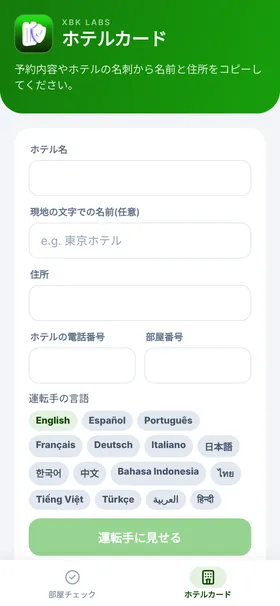 XBK LABS
ホテルカード
予約内容やホテルの名刺から名前と住所をコピーし
てください。
ホテル名
現地の文字での名前(任意)
e.g. 東京ホテル
住所
ホテルの電話番号 部屋番号
運転手の言語
English Español Português
Français Deutsch Italiano 日本語
한국어 中文 Bahasa Indonesia ไทย
Tiếng Việt Türkçe العربية हिन्दी
運転手に見せる
部屋チェック ホテルカード